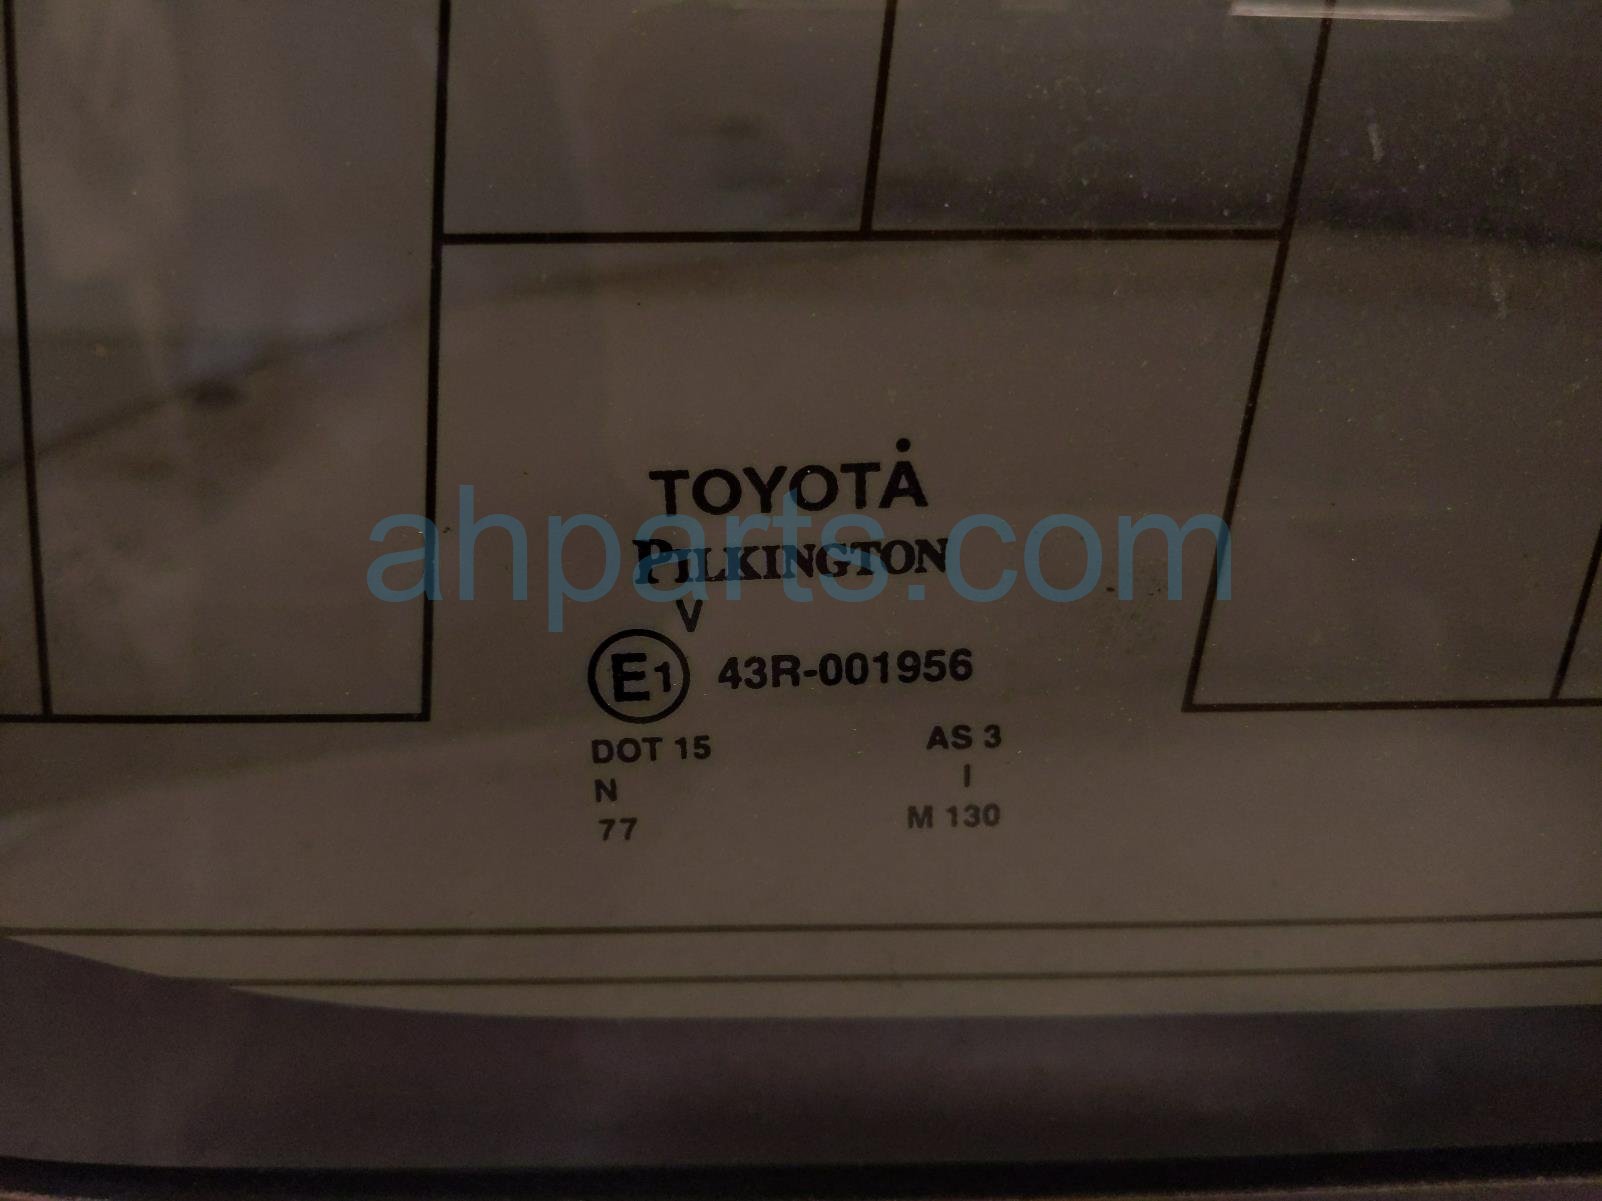 TOYOTA
PILKINGTON
V
E1 43R-001956
DOT 15 AS 3
N I
77 M 130
ahparts.com